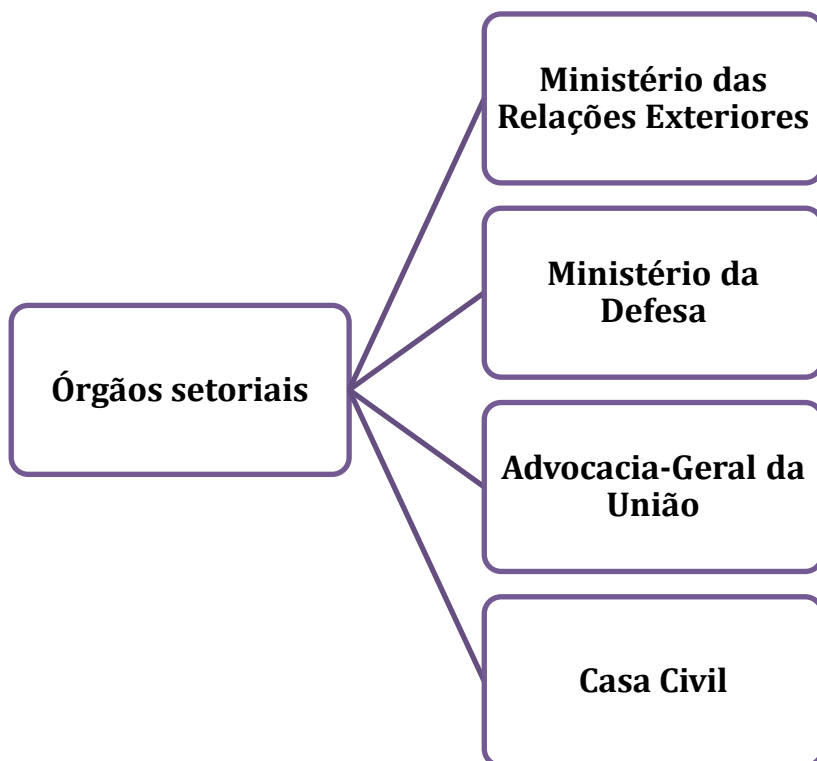 Ministério das
Relações Exteriores
Ministério da
Defesa
Órgãos setoriais
Advocacia-Geral da
União
Casa Civil